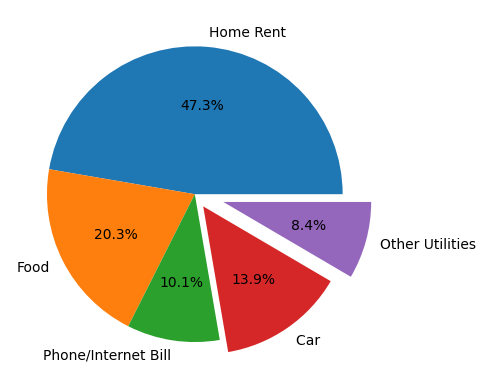 Home Rent
47.3%
Food
20.3%
Phone/Internet Bill
10.1%
Car
13.9%
Other Utilities
8.4%